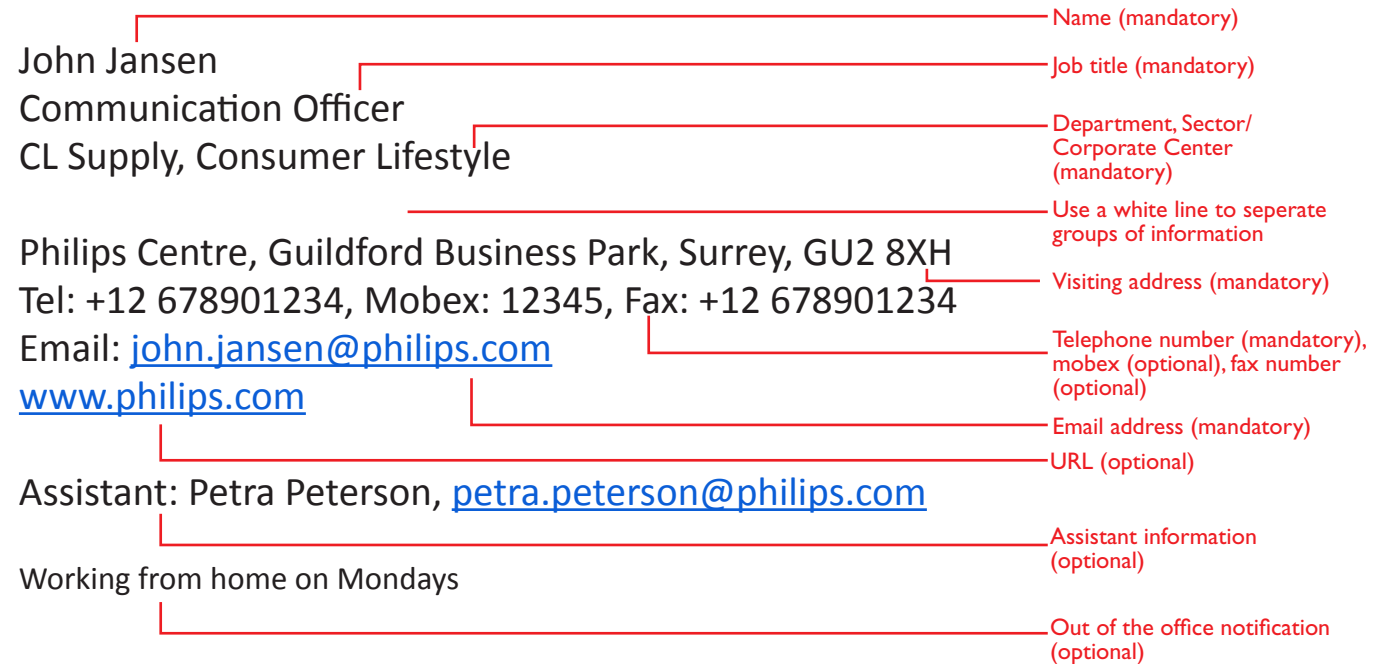 Name (mandatory)
John Jansen
Job title (mandatory)
Communication Officer
Department, Sector/
Corporate Center
(mandatory)
CL Supply, Consumer Lifestyle
Use a white line to seperate
groups of information
Philips Centre, Guildford Business Park, Surrey, GU2 8XH
Visiting address (mandatory)
Tel: +12 678901234, Mobex: 12345, Fax: +12 678901234
Telephone number (mandatory),
mobex (optional), fax number
(optional)
Email: john.jansen@philips.com
www.philips.com
Email address (mandatory)
URL (optional)
Assistant: Petra Peterson, petra.peterson@philips.com
Assistant information
(optional)
Working from home on Mondays
Out of the office notification
(optional)